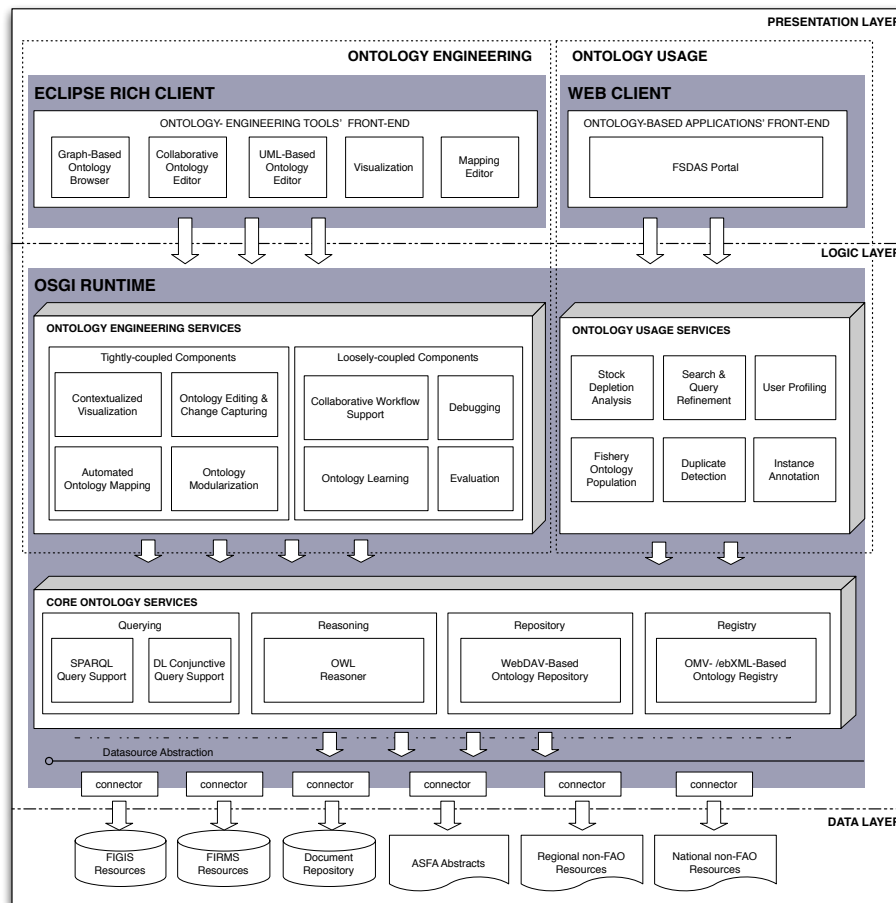 PRESENTATION LAYER
ONTOLOGY ENGINEERING
ONTOLOGY USAGE
ECLIPSE RICH CLIENT
WEB CLIENT
ONTOLOGY- ENGINEERING TOOLS' FRONT-END
ONTOLOGY-BASED APPLICATIONS' FRONT-END
Graph-Based
Ontology
Browser
Collaborative
Ontology
Editor
UML-Based
Ontology
Editor
Visualization
Mapping
Editor
FSDAS Portal
LOGIC LAYER
OSGI RUNTIME
ONTOLOGY ENGINEERING SERVICES
Tightly-coupled Components
Contextualized
Visualization
Ontology Editing &
Change Capturing
Automated
Ontology Mapping
Ontology
Modularization
Loosely-coupled Components
Collaborative Workflow
Support
Debugging
Ontology Learning
Evaluation
ONTOLOGY USAGE SERVICES
Stock
Depletion
Analysis
Search &
Query
Refinement
User Profiling
Fishery
Ontology
Population
Duplicate
Detection
Instance
Annotation
CORE ONTOLOGY SERVICES
Querying
SPARQL
Query Support
DL Conjunctive
Query Support
Reasoning
OWL
Reasoner
Repository
WebDAV-Based
Ontology Repository
Registry
OMV- /ebXML-Based
Ontology Registry
Datasource Abstraction
connector
connector
connector
connector
connector
connector
DATA LAYER
FIGIS
Resources
FIRMS
Resources
Document
Repository
ASFA Abstracts
Regional non-FAO
Resources
National non-FAO
Resources